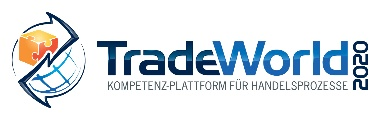 TradeWorld 2020
KOMPETENZ-PLATTFORM FÜR HANDELSPROZESSE